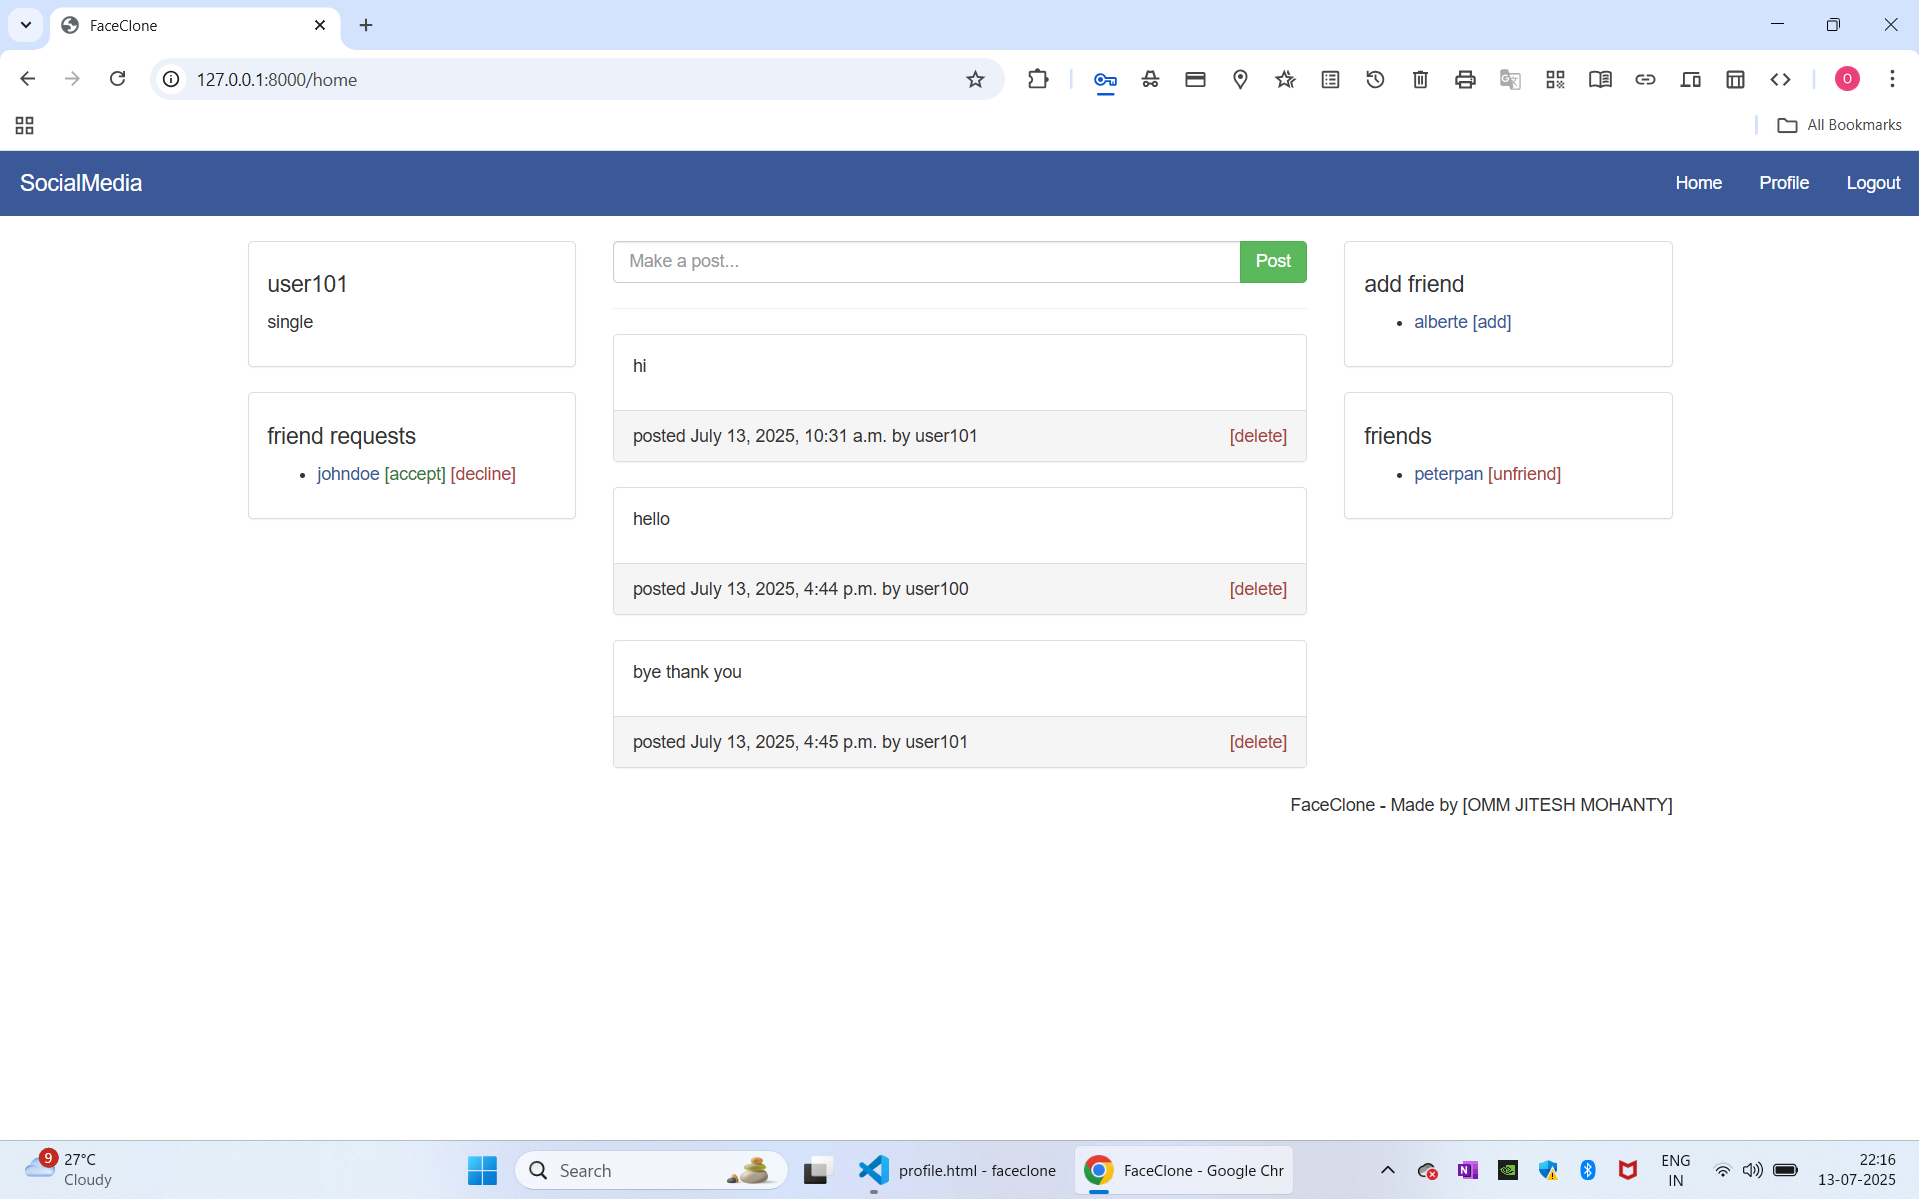 FaceClone
127.0.0.1:8000/home
O
All Bookmarks
SocialMedia
Home Profile Logout
user101
single
friend requests
johndoe [accept] [decline]
Make a post...
Post
hi
posted July 13, 2025, 10:31 a.m. by user101
[delete]
hello
posted July 13, 2025, 4:44 p.m. by user100
[delete]
bye thank you
posted July 13, 2025, 4:45 p.m. by user101
[delete]
add friend
alberte [add]
friends
peterpan [unfriend]
FaceClone - Made by [OMM JITESH MOHANTY]
9
27°C
Cloudy
Search
profile.html - faceclone
FaceClone - Google Chr
ENG
IN
22:16
13-07-2025